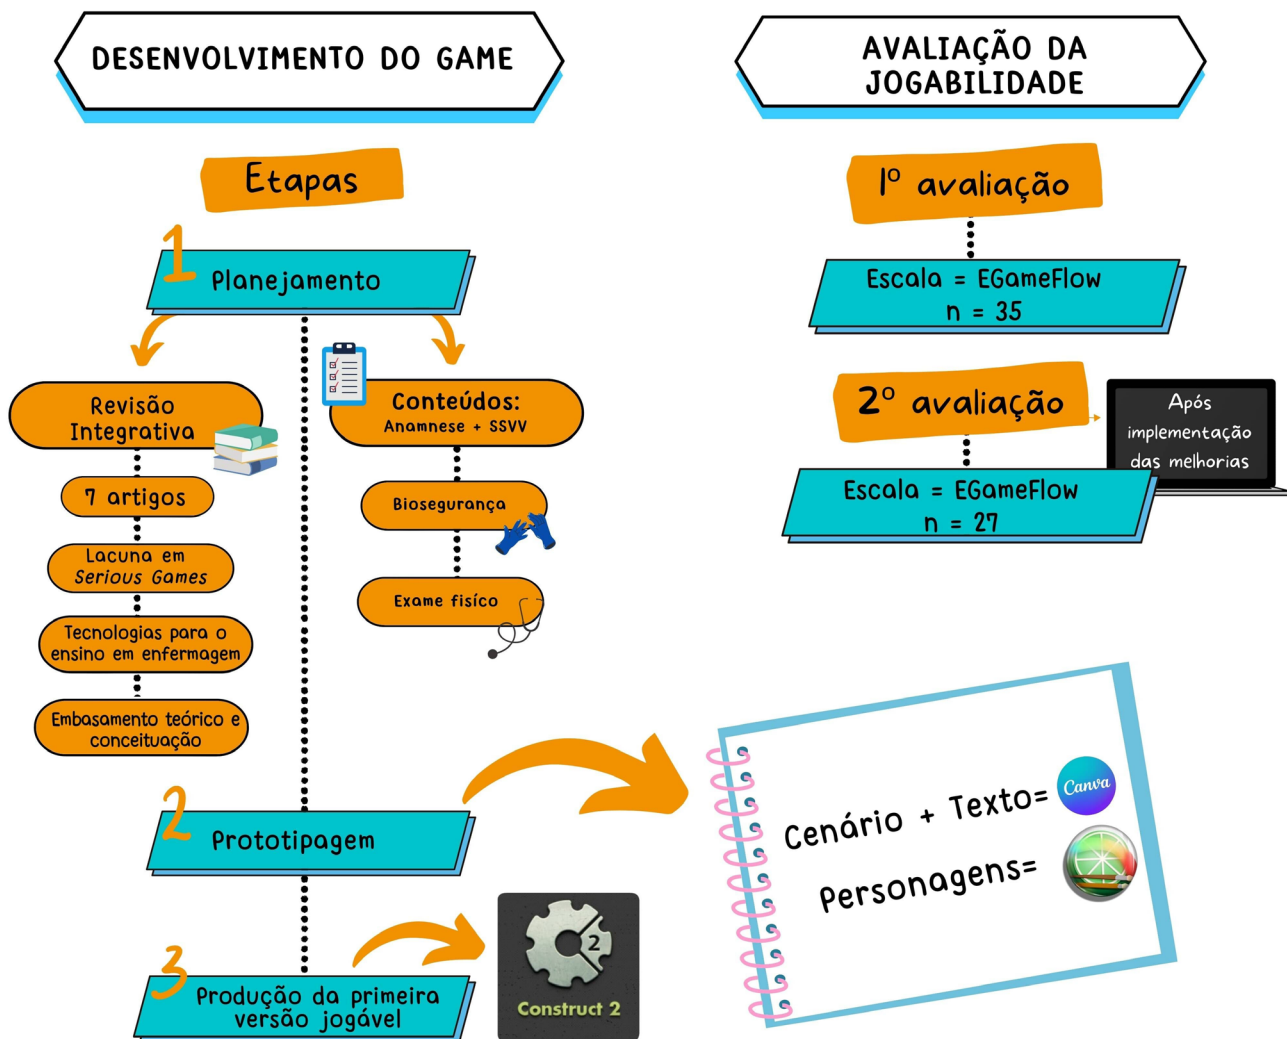 DESENVOLVIMENTO DO GAME
Etapas
1
Planejamento
Revisão
Integrativa
7 artigos
Lacuna em
Serious Games
Tecnologias para o
ensino em enfermagem
Embasamento teórico e
conceituação
Conteúdos:
Anamnese + SSVV
Biosegurança
Exame fisíco
2
Prototipagem
Cenário + Texto=
Canva
Personagens=
3
Produção da primeira
versão jogável
2
Construct 2
AVALIAÇÃO DA
JOGABILIDADE
1º avaliação
Escala = EGameFlow
n = 35
2º avaliação
Após
implementação
das melhorias
Escala = EGameFlow
n = 27